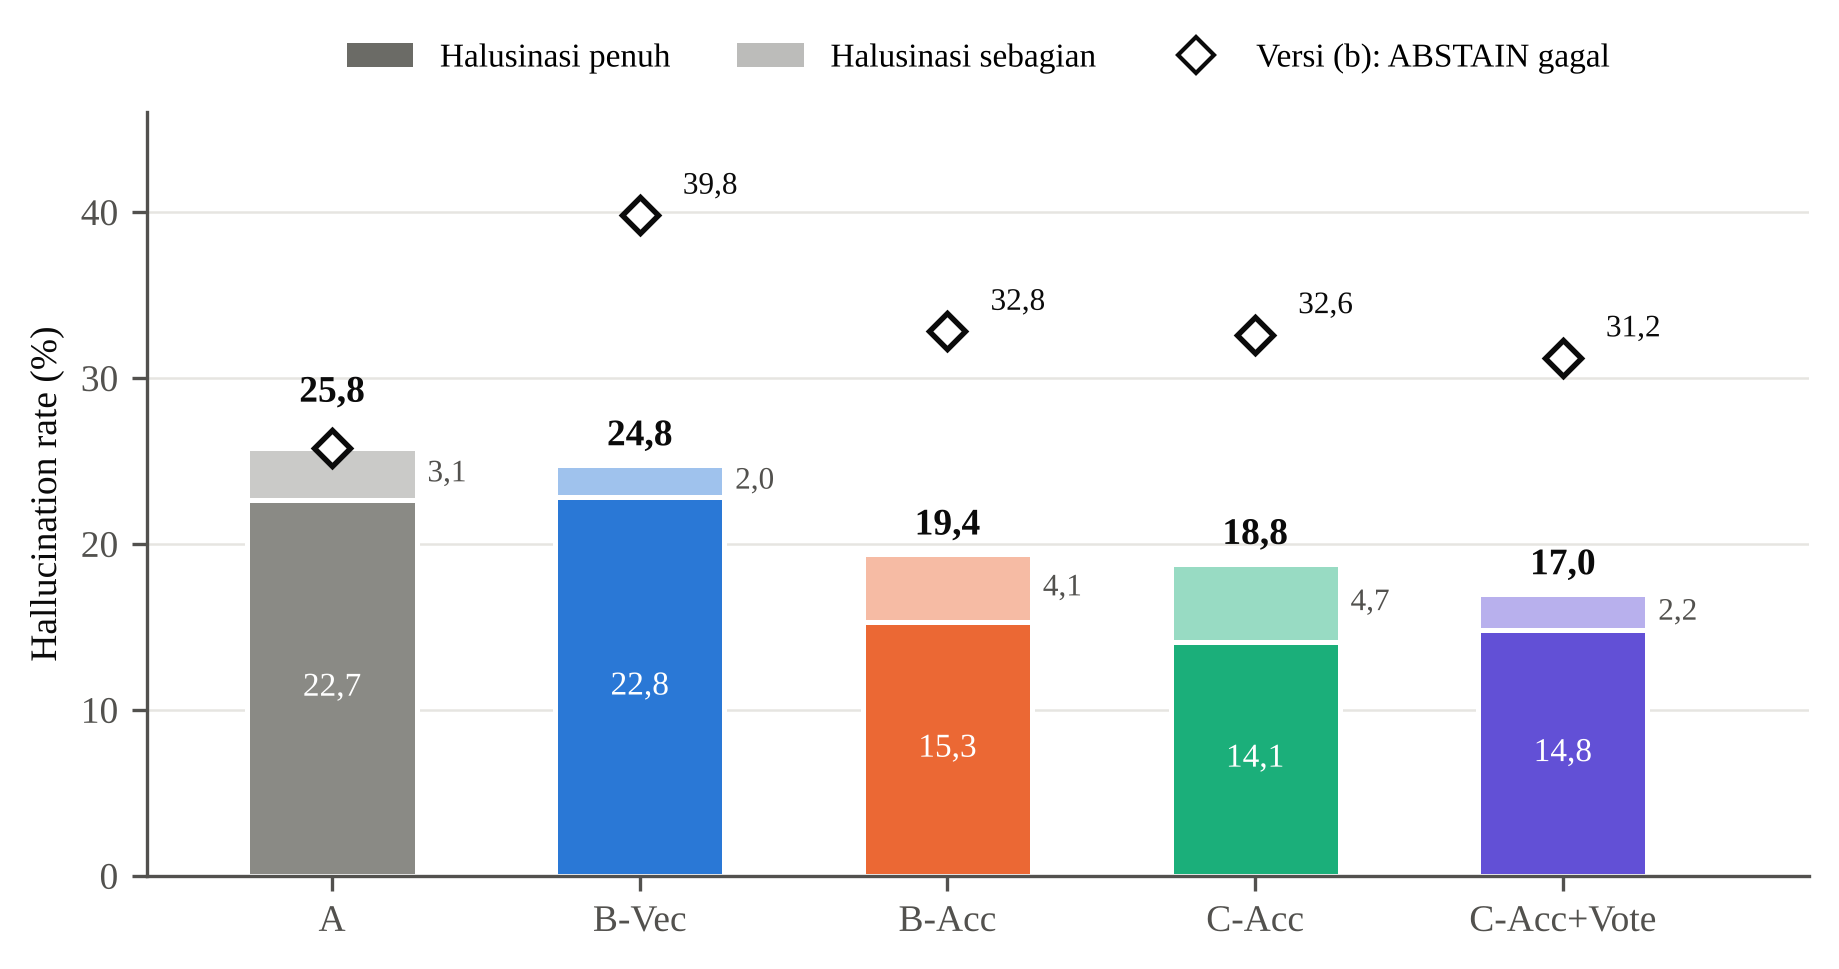 Halusinasi penuh
Halusinasi sebagian
Versi (b): ABSTAIN gagal
Hallucination rate (%)
40
30
20
10
0
39,8
32,8
32,6
31,2
25,8
24,8
19,4
18,8
17,0
3,1
2,0
4,1
4,7
2,2
22,7
22,8
15,3
14,1
14,8
A
B-Vec
B-Acc
C-Acc
C-Acc+Vote